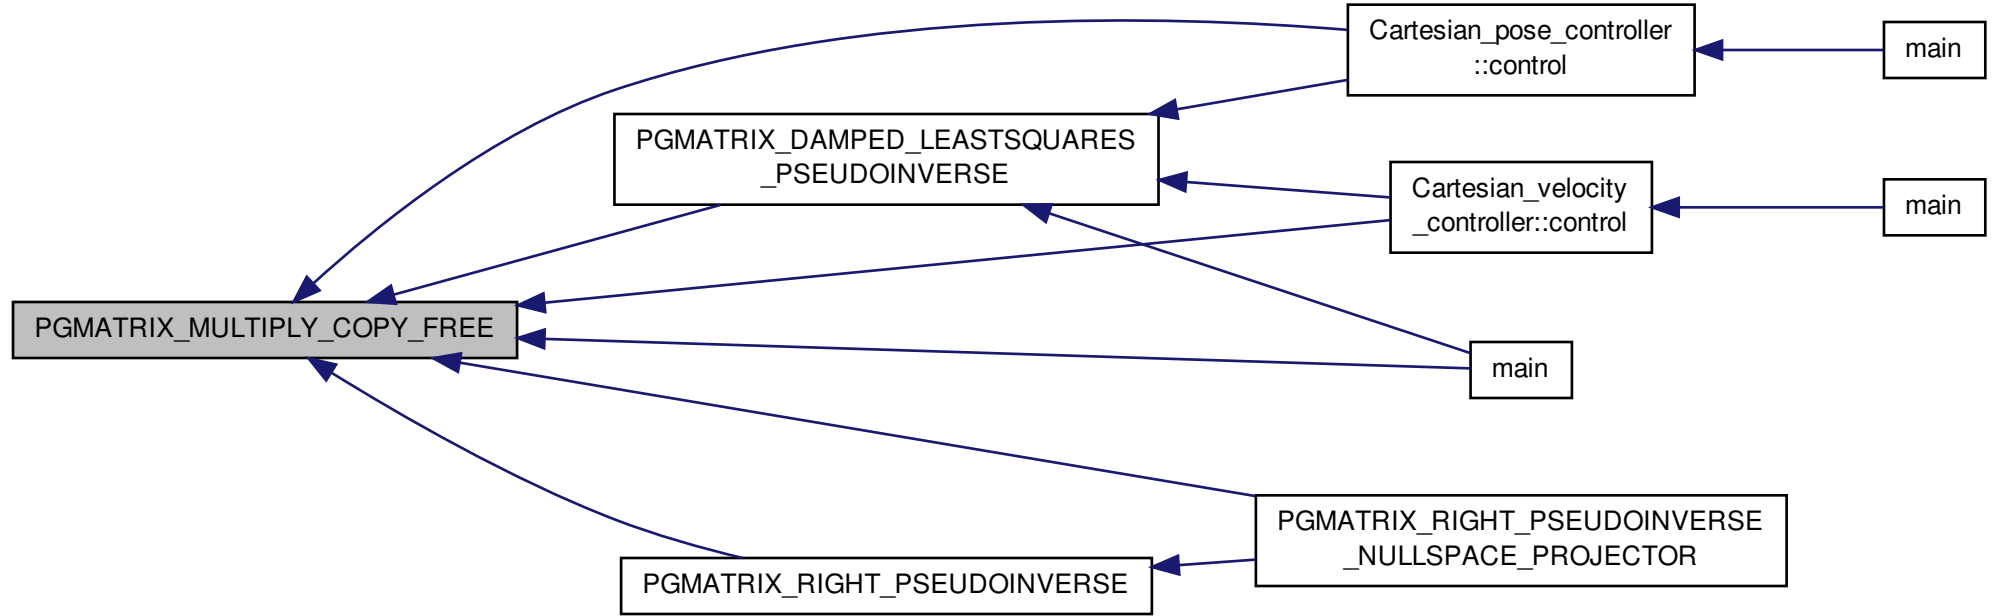 Cartesian_pose_controller
::control
main
PGMATRIX_DAMPED_LEASTSQUARES
_PSEUDOINVERSE
Cartesian_velocity
_controller::control
main
PGMATRIX_MULTIPLY_COPY_FREE
main
PGMATRIX_RIGHT_PSEUDOINVERSE
_NULLSPACE_PROJECTOR
PGMATRIX_RIGHT_PSEUDOINVERSE